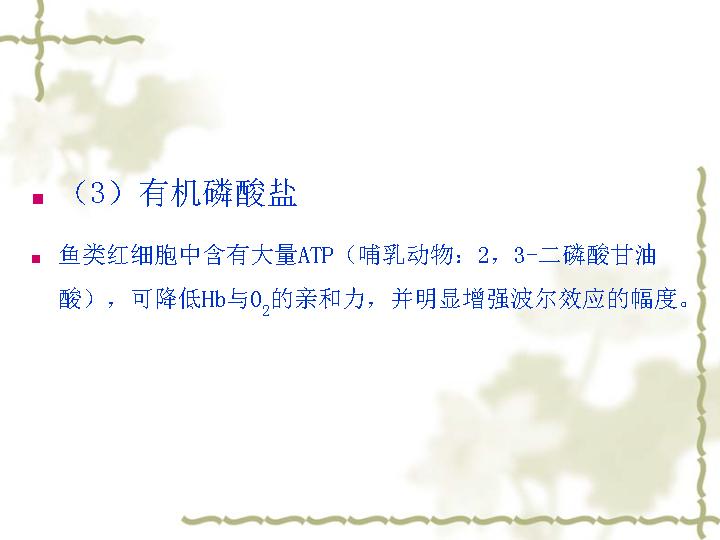 （3）有机磷酸盐
鱼类红细胞中含有大量ATP（哺乳动物：2，3-二磷酸甘油
酸），可降低Hb与O₂的亲和力，并明显增强波尔效应的幅度。